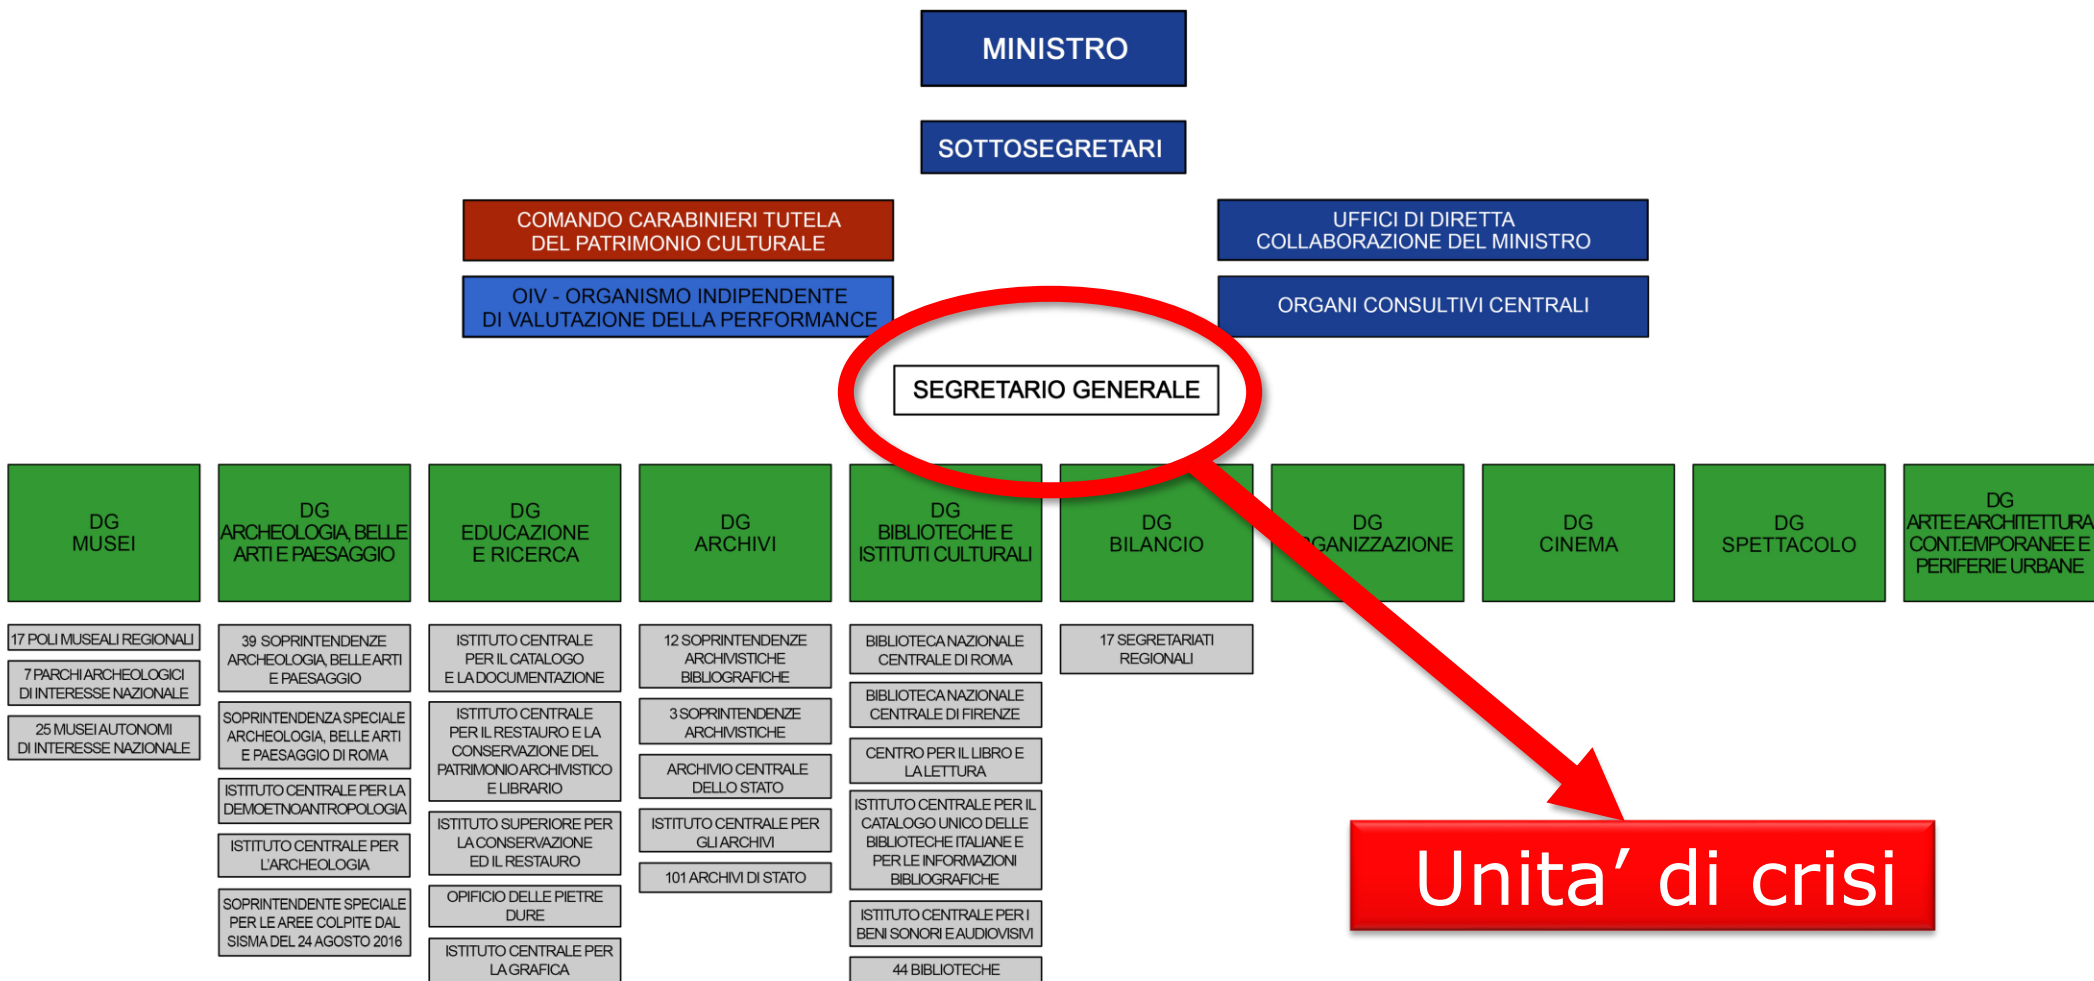 MINISTRO
SOTTOSEGRETARI
COMANDO CARABINIERI TUTELA
DEL PATRIMONIO CULTURALE
UFFICI DI DIRETTA
COLLABORAZIONE DEL MINISTRO
OIV - ORGANISMO INDIPENDENTE
DI VALUTAZIONE DELLA PERFORMANCE
ORGANI CONSULTIVI CENTRALI
SEGRETARIO GENERALE
DG
MUSEI
DG
ARCHEOLOGIA, BELLE
ARTI E PAESAGGIO
DG
EDUCAZIONE
E RICERCA
DG
ARCHIVI
DG
BIBLIOTECHE E
ISTITUTI CULTURALI
DG
BILANCIO
DG
RGANIZZAZIONE
DG
CINEMA
DG
SPETTACOLO
DG
ARTE E ARCHITETTURA
CONT.EMPORANEE E
PERIFERIE URBANE
17 POLI MUSEALI REGIONALI
7 PARCHI ARCHEOLOGICI
DI INTERESSE NAZIONALE
25 MUSEI AUTONOMI
DI INTERESSE NAZIONALE
39 SOPRINTENDENZE
ARCHEOLOGIA, BELLE ARTI
E PAESAGGIO
SOPRINTENDENZA SPECIALE
ARCHEOLOGIA, BELLE ARTI
E PAESAGGIO DI ROMA
ISTITUTO CENTRALE PER LA
DEMOETNOANTROPOLOGIA
ISTITUTO CENTRALE PER
L'ARCHEOLOGIA
SOPRINTENDENTE SPECIALE
PER LE AREE COLPITE DAL
SISMA DEL 24 AGOSTO 2016
ISTITUTO CENTRALE
PER IL CATALOGO
E LA DOCUMENTAZIONE
ISTITUTO CENTRALE
PER IL RESTAURO E LA
CONSERVAZIONE DEL
PATRIMONIO ARCHIVISTICO
E LIBRARIO
ISTITUTO SUPERIORE PER
LA CONSERVAZIONE
ED IL RESTAURO
OPIFICIO DELLE PIETRE
DURE
ISTITUTO CENTRALE PER
LA GRAFICA
12 SOPRINTENDENZE
ARCHIVISTICHE
BIBLIOGRAFICHE
3 SOPRINTENDENZE
ARCHIVISTICHE
ARCHIVIO CENTRALE
DELLO STATO
ISTITUTO CENTRALE PER
GLI ARCHIVI
101 ARCHIVI DI STATO
BIBLIOTECA NAZIONALE
CENTRALE DI ROMA
BIBLIOTECA NAZIONALE
CENTRALE DI FIRENZE
CENTRO PER IL LIBRO E
LA LETTURA
ISTITUTO CENTRALE PER IL
CATALOGO UNICO DELLE
BIBLIOTECHE ITALIANE E
PER LE INFORMAZIONI
BIBLIOGRAFICHE
ISTITUTO CENTRALE PER I
BENI SONORI E AUDIOVISIVI
44 BIBLIOTECHE
17 SEGRETARIATI
REGIONALI
Unita’ di crisi